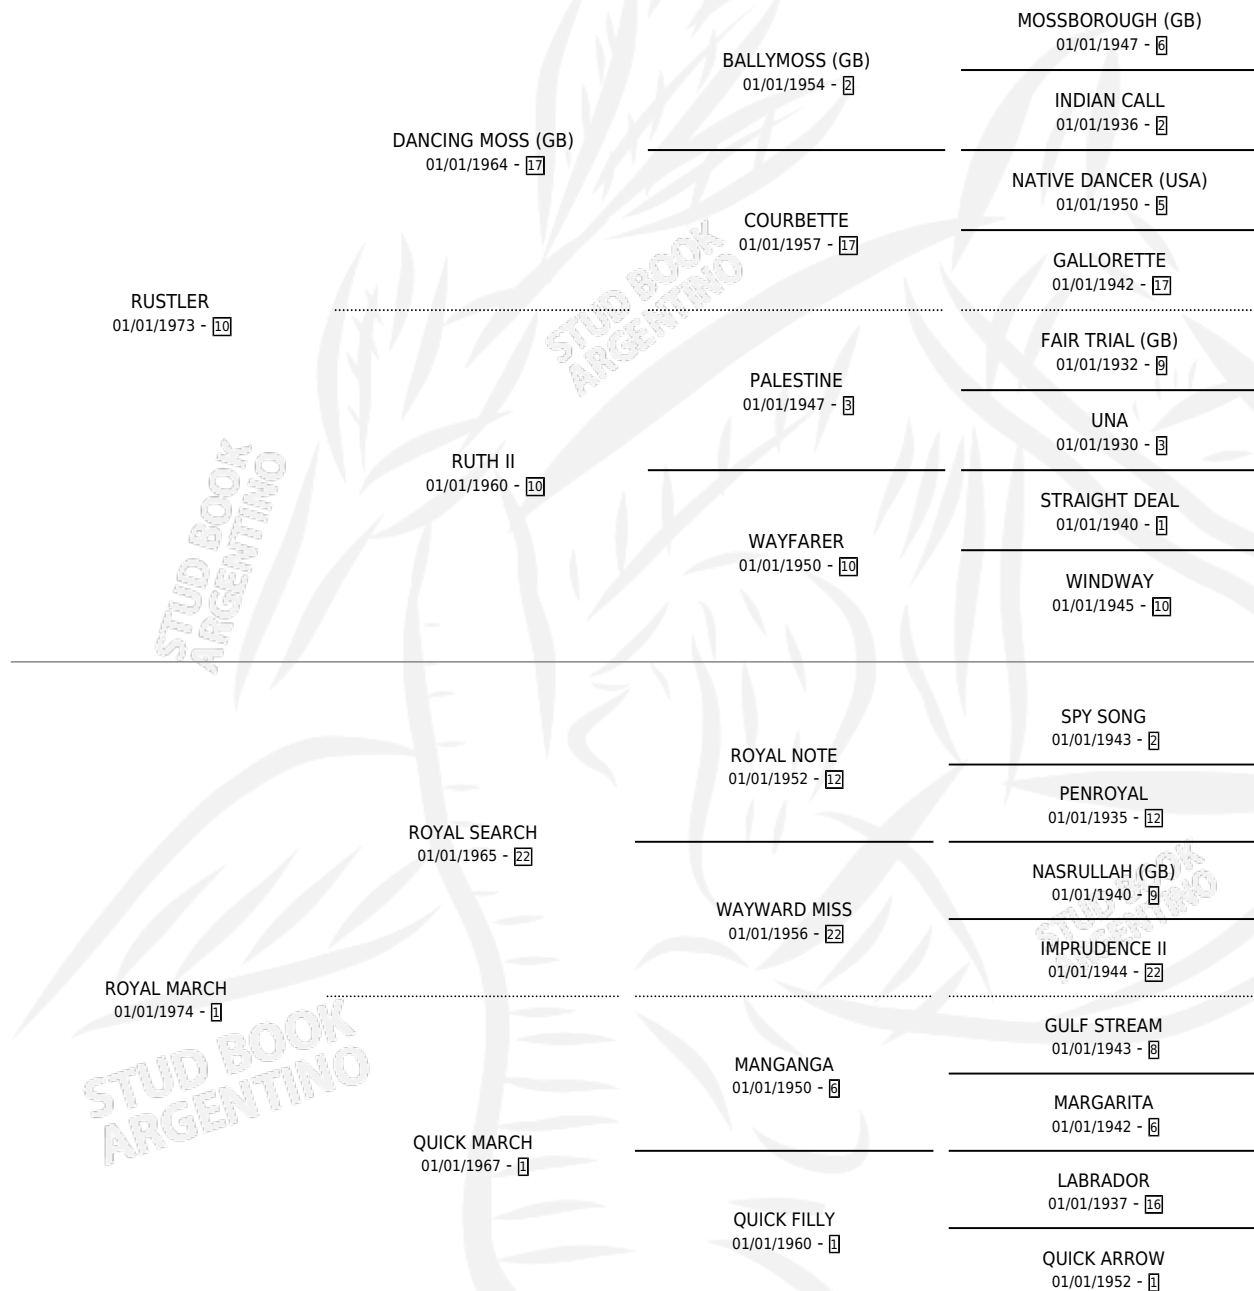 MOSSBOROUGH (GB)
01/01/1947 - 6
BALLYMOSS (GB)
01/01/1954 - 2
INDIAN CALL
01/01/1936 - 2
DANCING MOSS (GB)
01/01/1964 - 17
NATIVE DANCER (USA)
01/01/1950 - 5
COURBETTE
01/01/1957 - 17
GALLORETTE
01/01/1942 - 17
RUSTLER
01/01/1973 - 10
FAIR TRIAL (GB)
01/01/1932 - 9
PALESTINE
01/01/1947 - 3
UNA
01/01/1930 - 3
RUTH II
01/01/1960 - 10
STRAIGHT DEAL
01/01/1940 - 1
WAYFARER
01/01/1950 - 10
WINDWAY
01/01/1945 - 10
SPY SONG
01/01/1943 - 2
ROYAL NOTE
01/01/1952 - 12
PENROYAL
01/01/1935 - 12
ROYAL SEARCH
01/01/1965 - 22
NASRULLAH (GB)
01/01/1940 - 9
WAYWARD MISS
01/01/1956 - 22
IMPRUDENCE II
01/01/1944 - 22
ROYAL MARCH
01/01/1974 - 1
GULF STREAM
01/01/1943 - 8
MANGANGA
01/01/1950 - 6
MARGARITA
01/01/1942 - 6
QUICK MARCH
01/01/1967 - 1
LABRADOR
01/01/1937 - 16
QUICK FILLY
01/01/1960 - 1
QUICK ARROW
01/01/1952 - 1
STUD BOOK
ARGENTINO
STUD BOOK
ARGENTINO
STUD BOOK
ARGENTINO
STUD BOOK
ARGENTINO